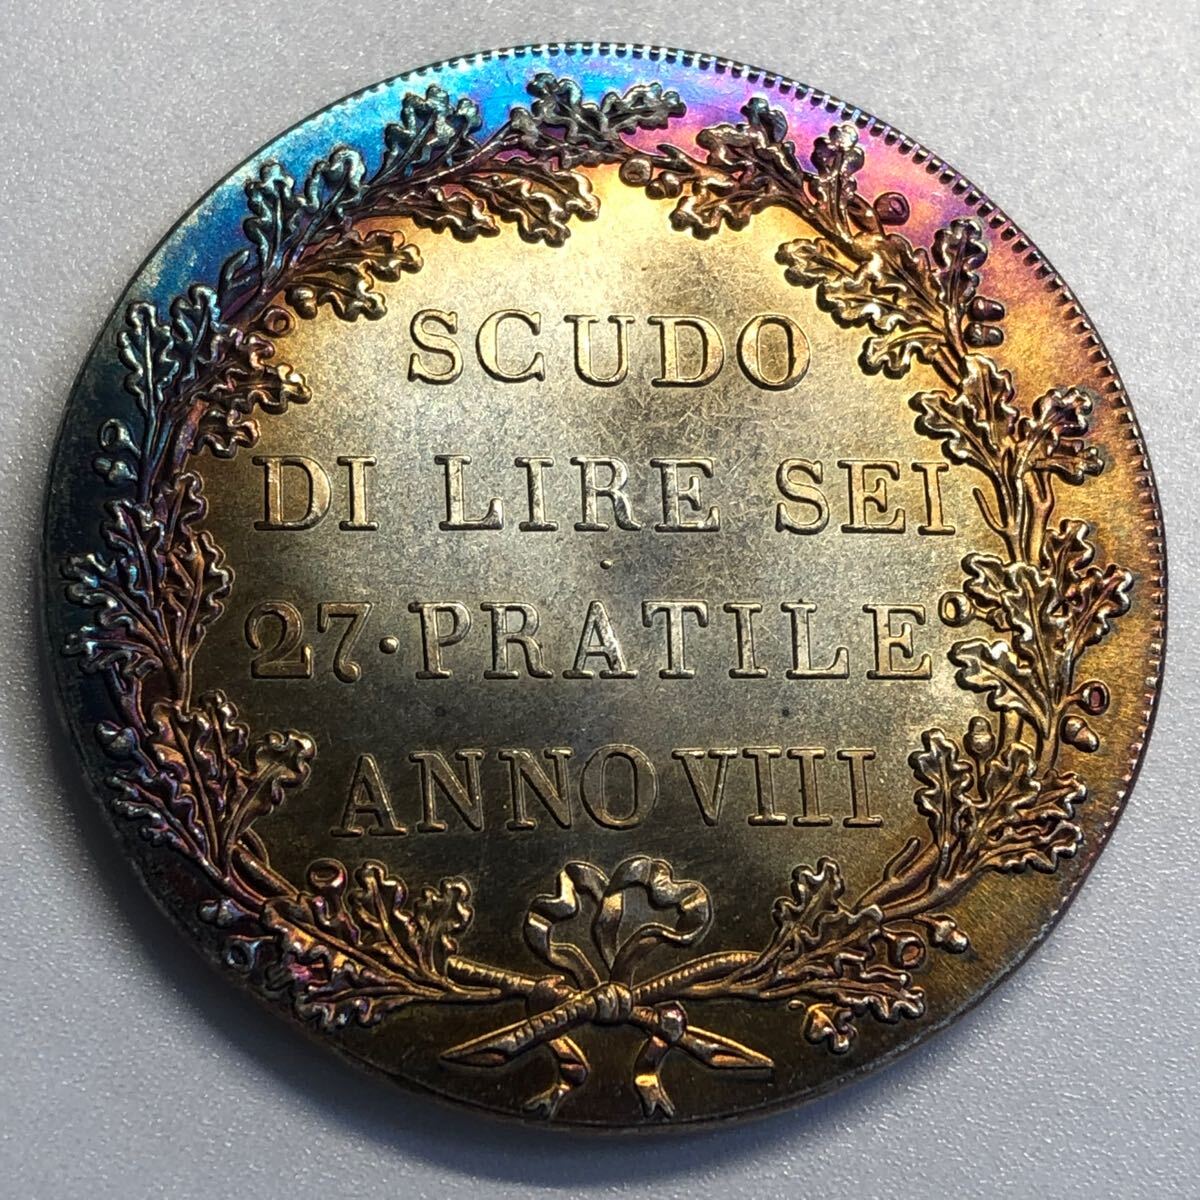 SCUDO
DI LIRE SEI
27·PRATILE
ANNO VIII